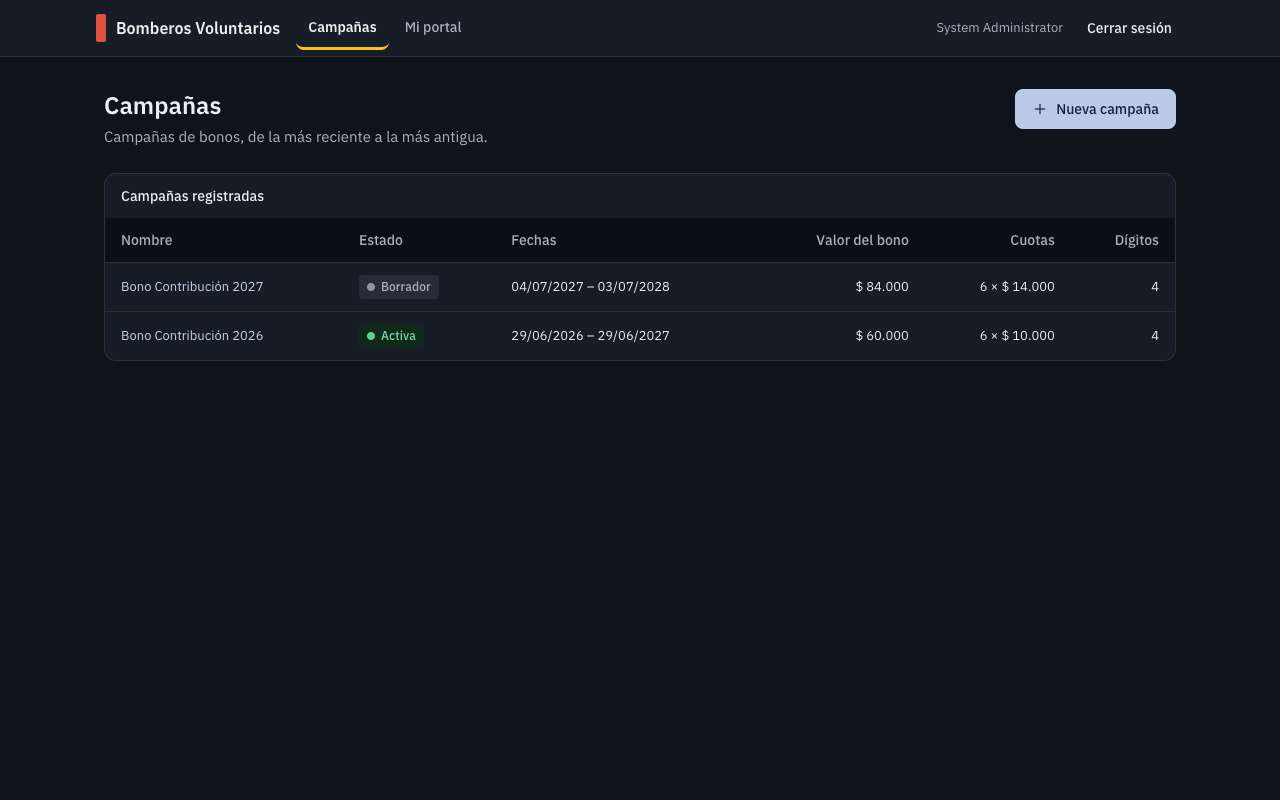 Bomberos Voluntarios Campañas Mi portal System Administrator Cerrar sesión
Campañas
Nueva campaña
Campañas de bonos, de la más reciente a la más antigua.
Campañas registradas
Nombre Estado Fechas Valor del bono Cuotas Dígitos
Bono Contribución 2027 Borrador 04/07/2027 – 03/07/2028 $ 84.000 6 × $ 14.000 4
Bono Contribución 2026 Activa 29/06/2026 – 29/06/2027 $ 60.000 6 × $ 10.000 4